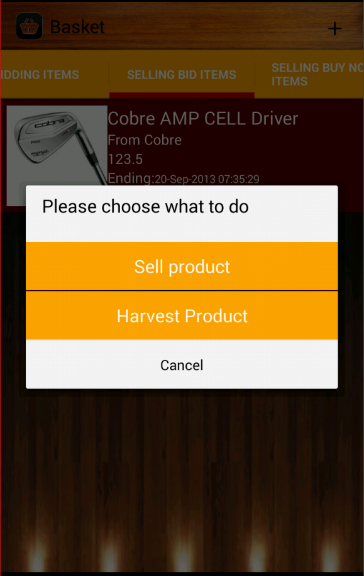 Basket
+
IDDING ITEMS
SELLING BID ITEMS
SELLING BUY NO
ITEMS
cobra
Cobre AMP CELL Driver
From Cobre
123.5
Ending:20-Sep-2013 07:35:29
Please choose what to do
Sell product
Harvest Product
Cancel